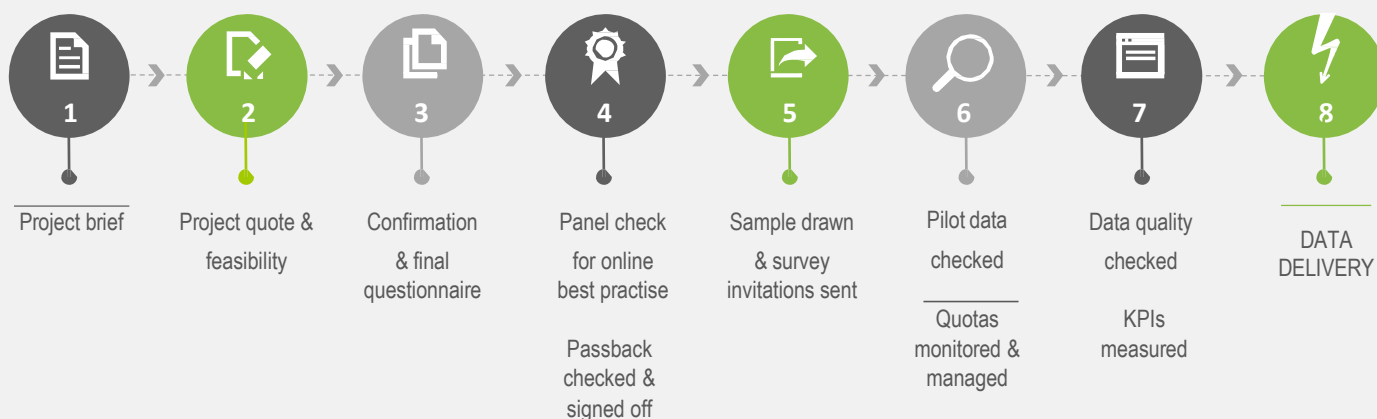 1
2
3
4
5
6
7
8
Project brief
Project quote &
feasibility
Confirmation
& final
questionnaire
Panel check
for online
best practise
Passback
checked &
signed off
Sample drawn
& survey
invitations sent
Pilot data
checked
Quotas
monitored &
managed
Data quality
checked
KPIs
measured
DATA
DELIVERY